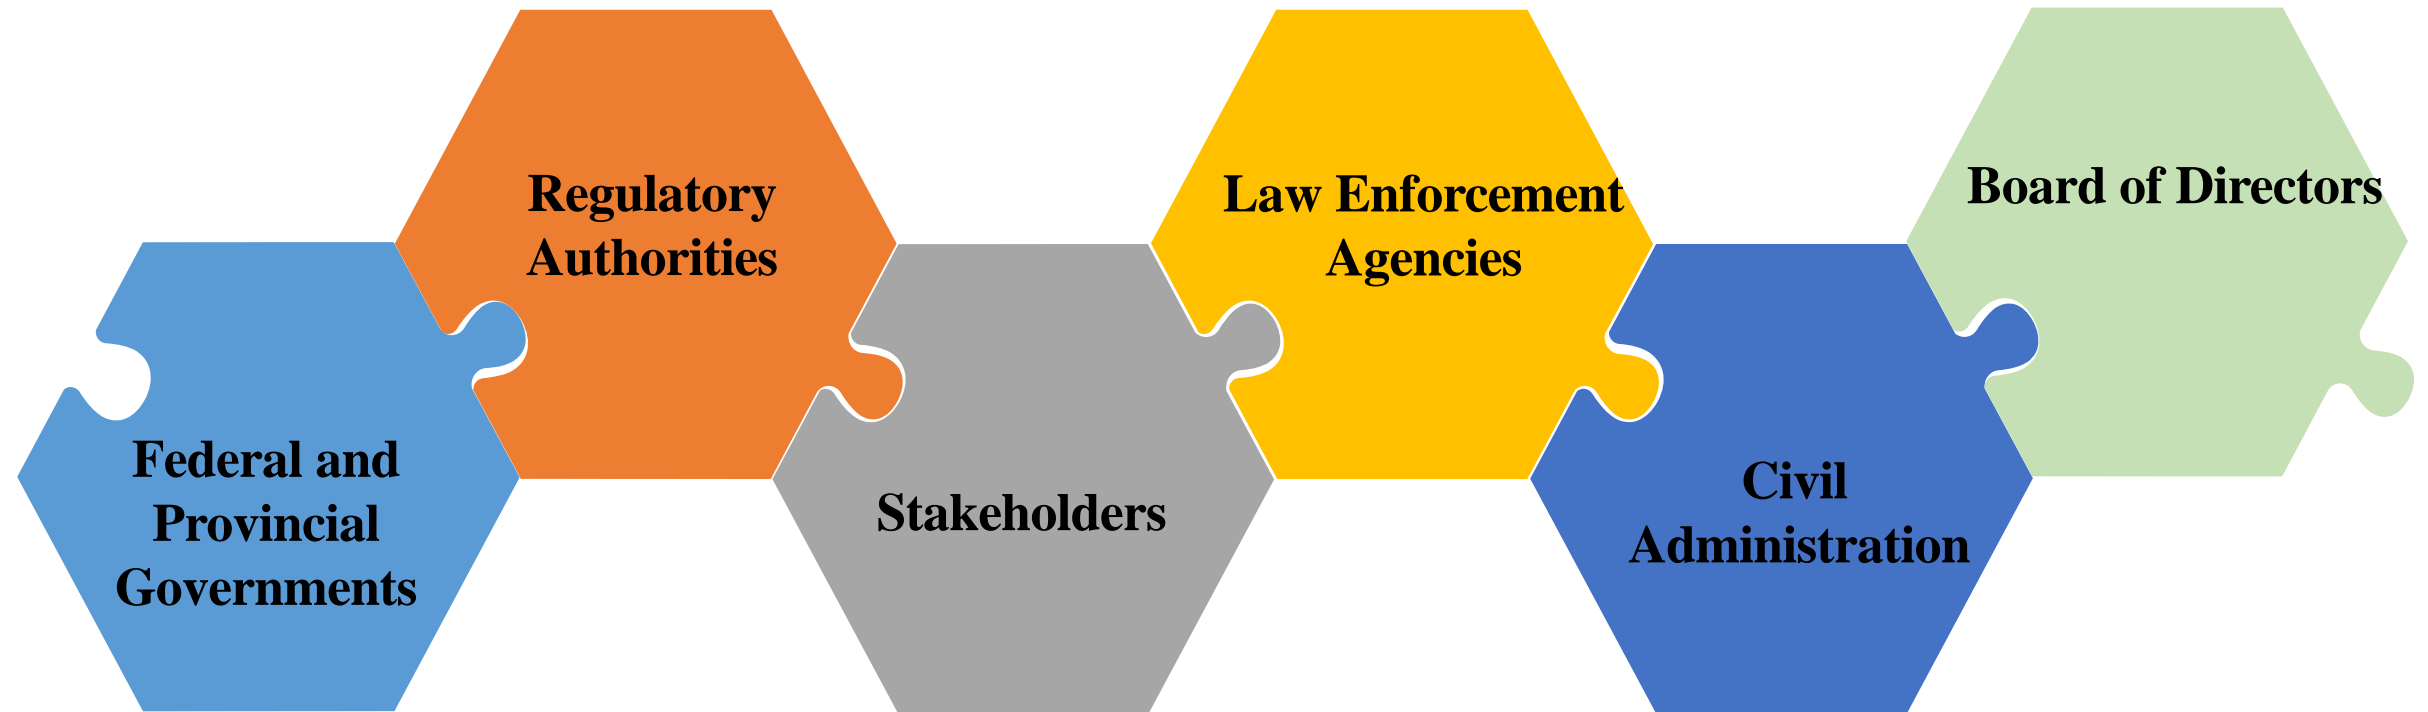 Federal and
Provincial
Governments
Regulatory
Authorities
Stakeholders
Law Enforcement
Agencies
Civil
Administration
Board of Directors